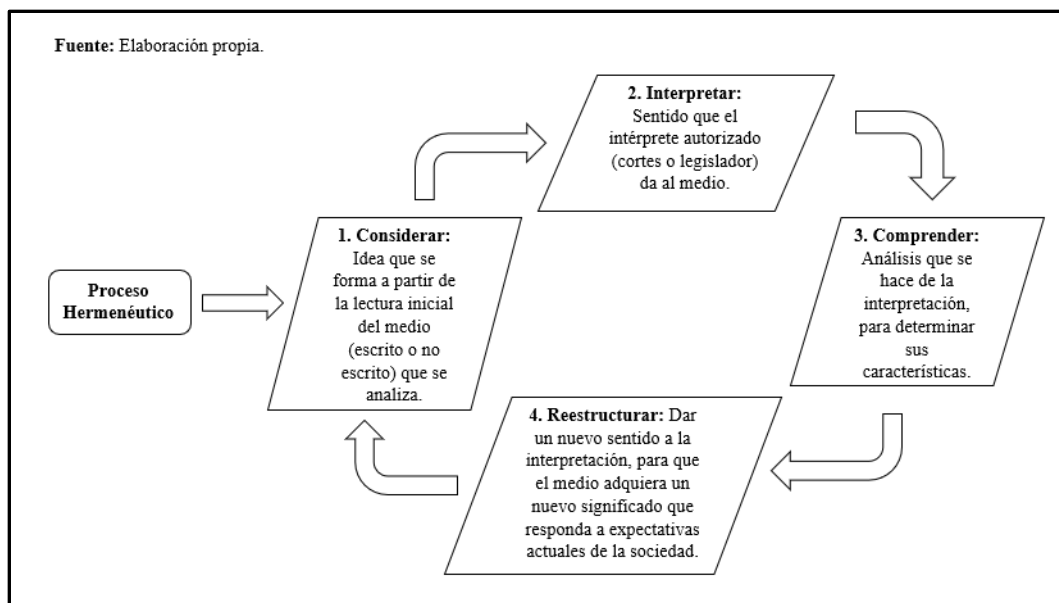 Fuente: Elaboración propia.
Proceso
Hermenéutico
1. Considerar:
Idea que se
forma a partir de
la lectura inicial
del medio
(escrito o no
escrito) que se
analiza.
2. Interpretar:
Sentido que el
intérprete autorizado
(cortes o legislador)
da al medio.
3. Comprender:
Análisis que se
hace de la
interpretación,
para determinar
sus
características.
4. Reestructurar: Dar
un nuevo sentido a la
interpretación, para que
el medio adquiera un
nuevo significado que
responda a expectativas
actuales de la sociedad.